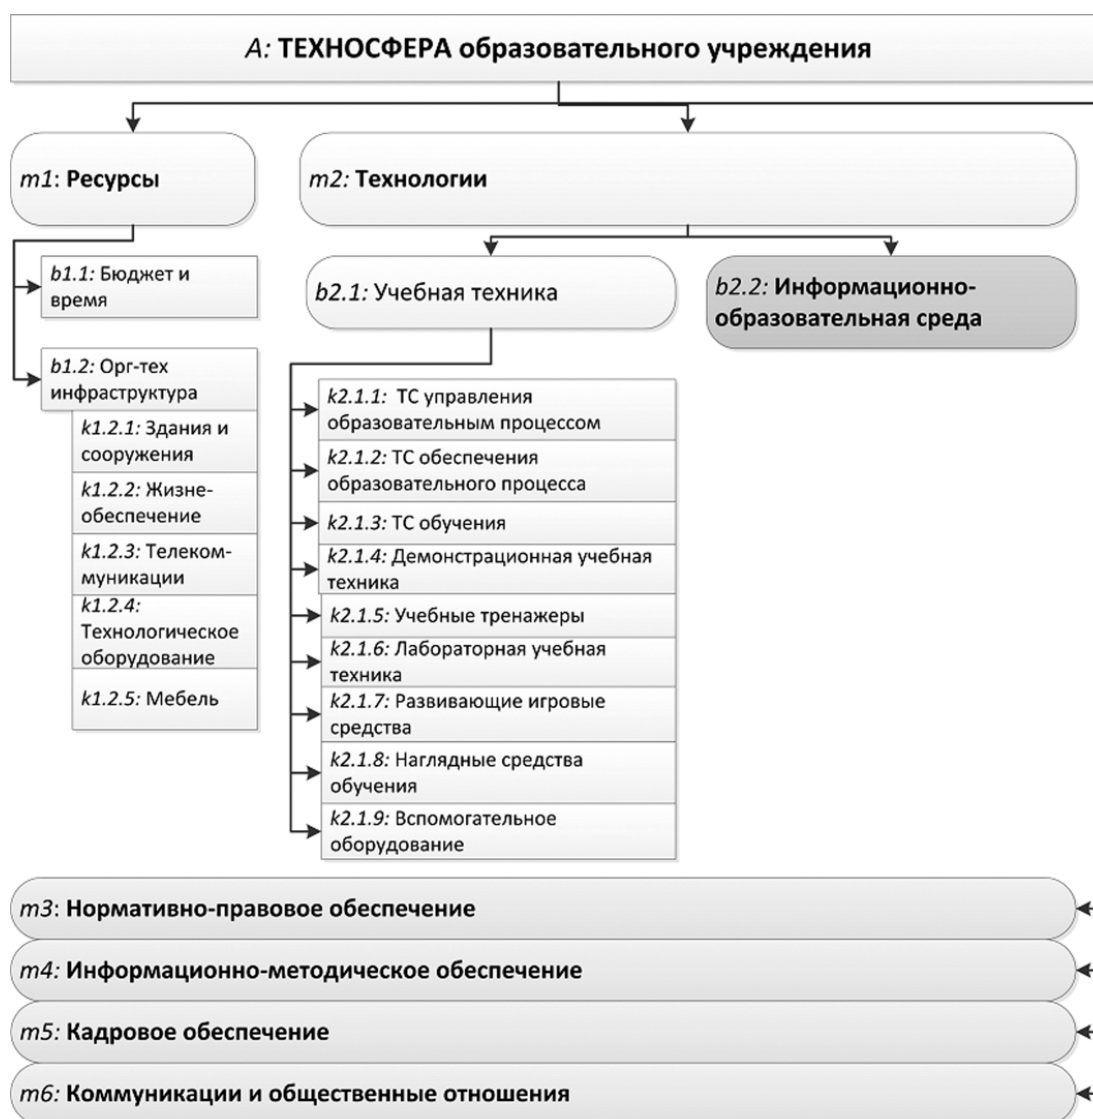 A: ТЕХНОСФЕРА образовательного учреждения
m1: Ресурсы
m2: Технологии
b1.1: Бюджет и
время
b1.2: Орг-тех
инфраструктура
k1.2.1: Здания и
сооружения
k1.2.2: Жизне-
обеспечение
k1.2.3: Телеком-
муникации
k1.2.4:
Технологическое
оборудование
k1.2.5: Мебель
b2.1: Учебная техника
b2.2: Информационно-
образовательная среда
k2.1.1: ТС управления
образовательным процессом
k2.1.2: ТС обеспечения
образовательного процесса
k2.1.3: ТС обучения
k2.1.4: Демонстрационная учебная
техника
k2.1.5: Учебные тренажеры
k2.1.6: Лабораторная учебная
техника
k2.1.7: Развивающие игровые
средства
k2.1.8: Наглядные средства
обучения
k2.1.9: Вспомогательное
оборудование
m3: Нормативно-правовое обеспечение
m4: Информационно-методическое обеспечение
m5: Кадровое обеспечение
m6: Коммуникации и общественные отношения